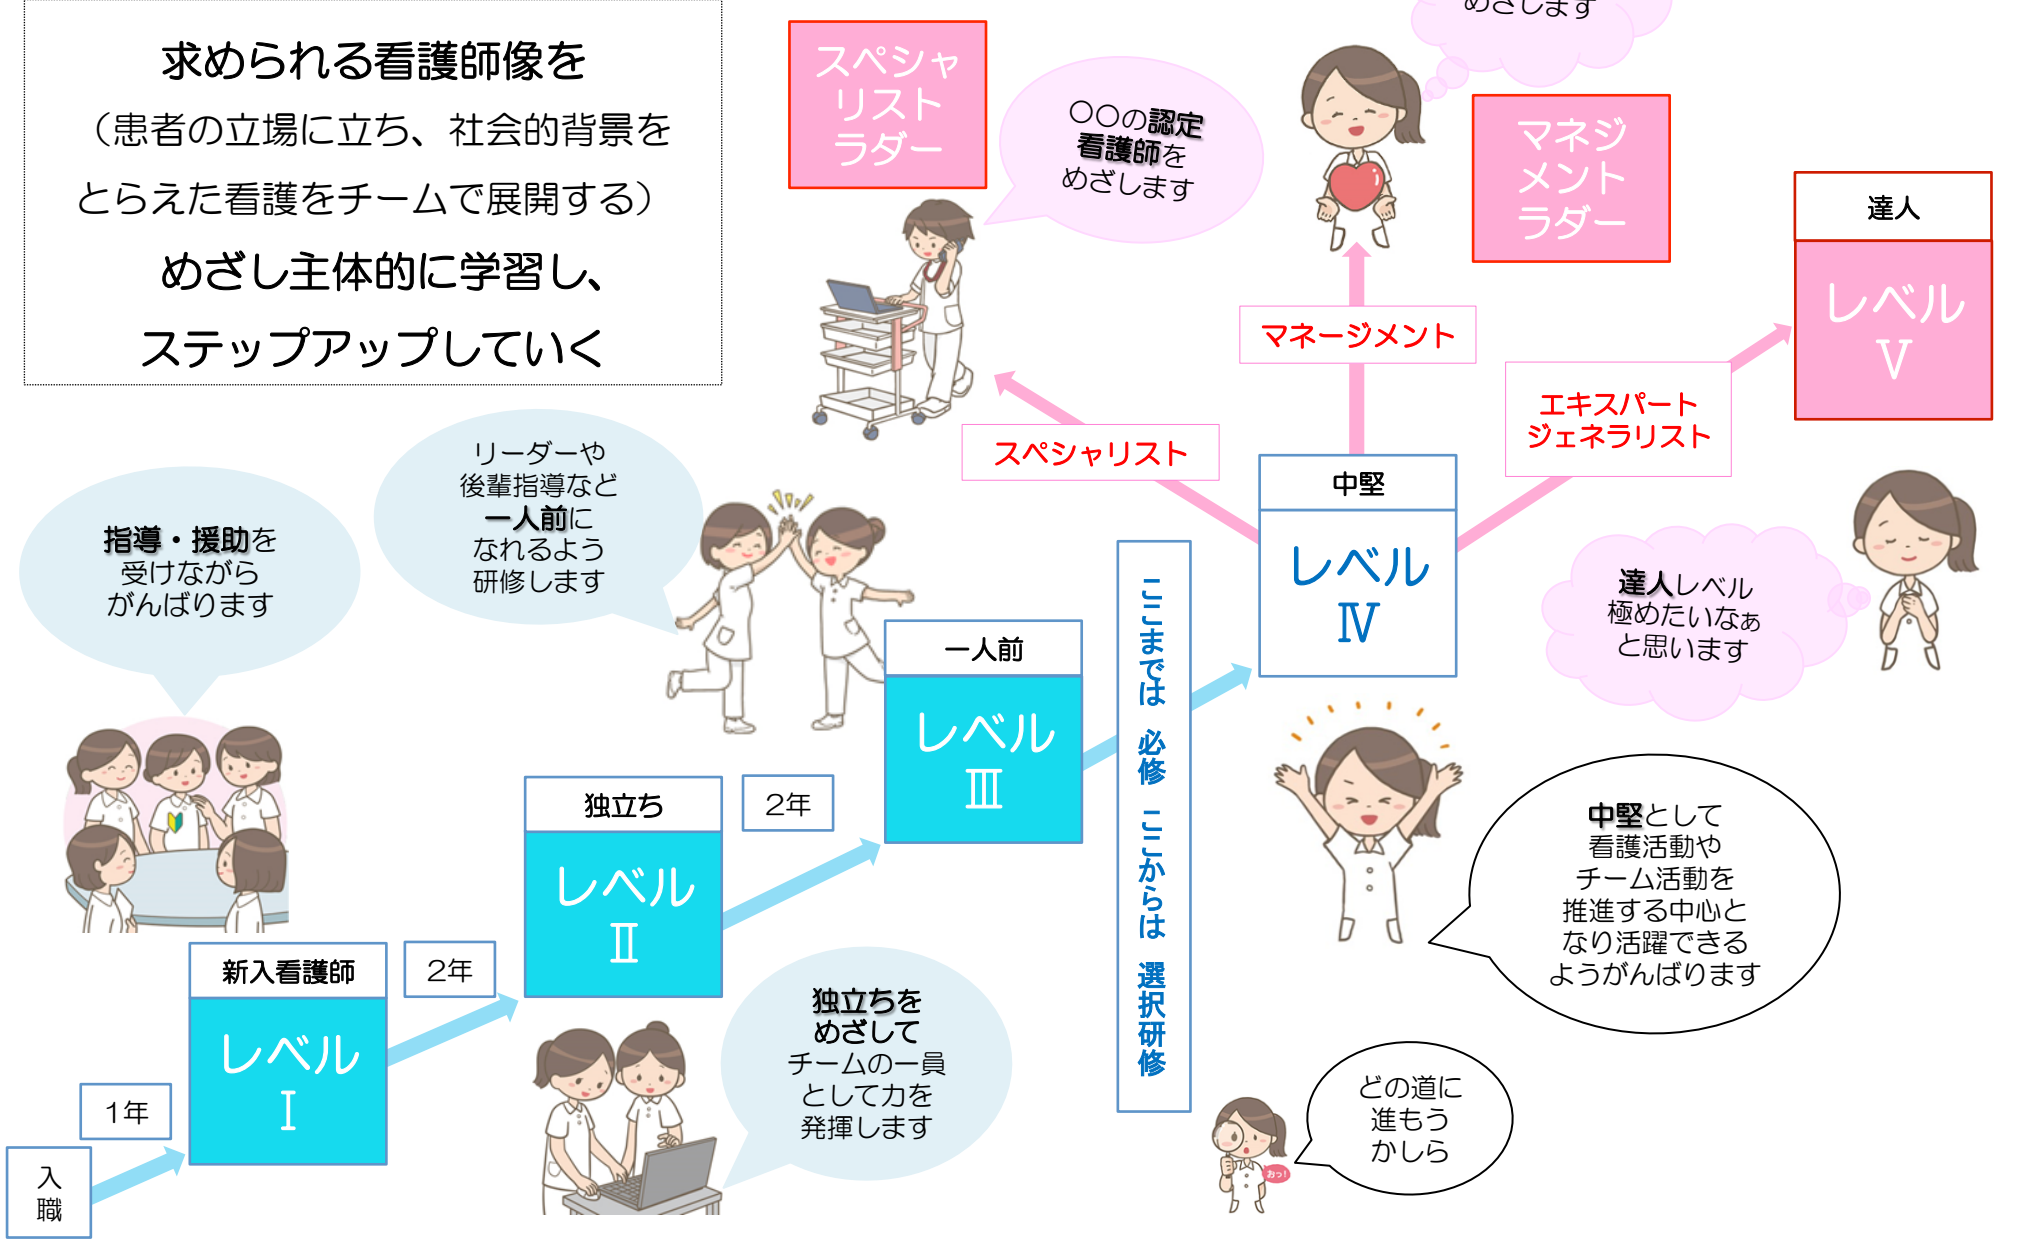 求められる看護師像を
（患者の立場に立ち、社会的背景を
とらえた看護をチームで展開する）
めざし主体的に学習し、
ステップアップしていく
スペシャ
リスト
ラダー
〇〇の認定
看護師を
めざします
めざします
マネジ
メント
ラダー
達人
レベル
Ⅴ
マネージメント
エキスパート
ジェネラリスト
スペシャリスト
中堅
レベル
Ⅳ
達人レベル
極めたいなぁ
と思います
指導・援助を
受けながら
がんばります
リーダーや
後輩指導など
一人前に
なれるよう
研修します
一人前
レベル
Ⅲ
ここまでは 必修 ここからは 選択研修
中堅として
看護活動や
チーム活動を
推進する中心と
なり活躍できる
ようがんばります
独立ち
レベル
Ⅱ
2年
新入看護師
レベル
Ⅰ
2年
独立ちを
めざして
チームの一員
として力を
発揮します
どの道に
進もう
かしら
おっ!
1年
入
職